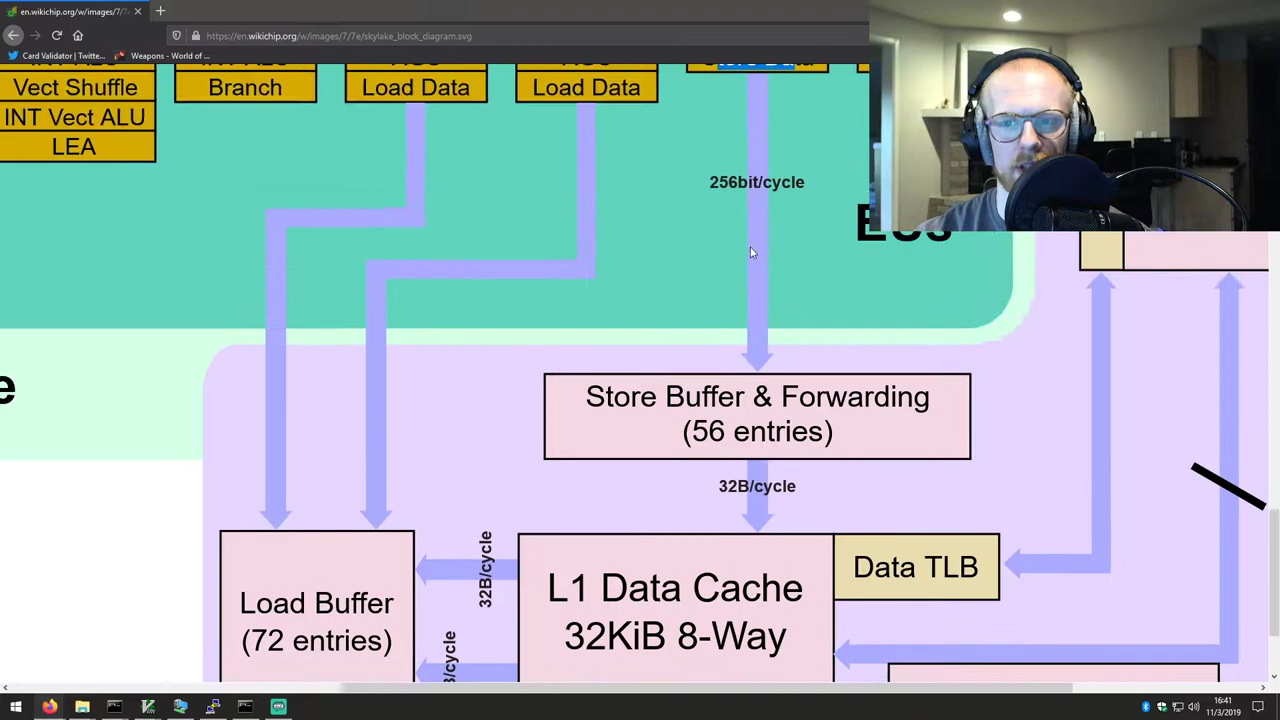 en.wikichip.org/w/images/7/7e
https://en.wikichip.org/w/images/7/7e/skylake_block_diagram.svg
Card Validator | Twitte...
Weapons - World of ...
Vect Shuffle
INT Vect ALU
LEA
Branch
Load Data
Load Data
256bit/cycle
EUs
Store Buffer & Forwarding
(56 entries)
32B/cycle
32B/cycle
Load Buffer
(72 entries)
L1 Data Cache
32KiB 8-Way
Data TLB
16:41
11/3/2019